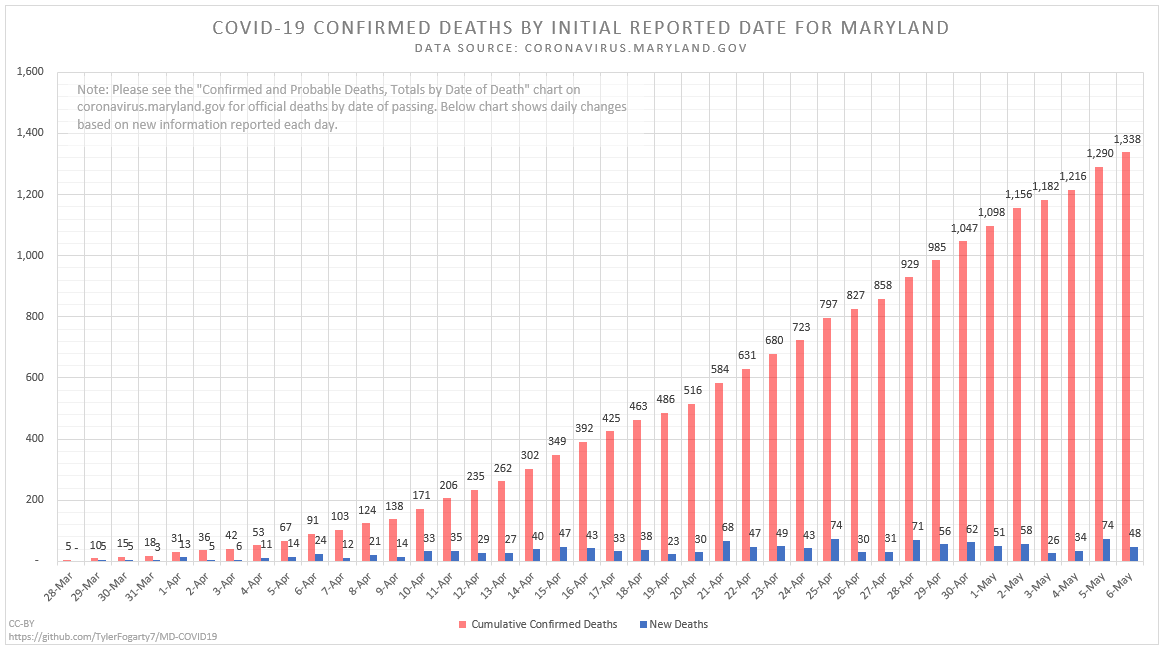 COVID-19 CONFIRMED DEATHS BY INITIAL REPORTED DATE FOR MARYLAND
DATA SOURCE: CORONAVIRUS.MARYLAND.GOV
Note: Please see the "Confirmed and Probable Deaths, Totals by Date of Death" chart on
coronavirus.maryland.gov for official deaths by date of passing. Below chart shows daily changes
based on new information reported each day.
1,600
1,400
1,200
1,000
800
600
400
200
-
5 10 15 18 31 36 42 53 67 91 103 124 138 171 206 235 262 302 349 392 425 463 486 516 584 631 680 723 797 827 858 929 985 1,047 1,098 1,156 1,182 1,216 1,290 1,338
- 5 5 3 13 5 6 11 14 24 12 21 14 33 35 29 27 40 47 43 33 38 23 30 68 47 49 43 74 30 31 71 56 62 51 58 26 34 74 48
28-Mar 29-Mar 30-Mar 31-Mar 1-Apr 2-Apr 3-Apr 4-Apr 5-Apr 6-Apr 7-Apr 8-Apr 9-Apr 10-Apr 11-Apr 12-Apr 13-Apr 14-Apr 15-Apr 16-Apr 17-Apr 18-Apr 19-Apr 20-Apr 21-Apr 22-Apr 23-Apr 24-Apr 25-Apr 26-Apr 27-Apr 28-Apr 29-Apr 30-Apr 1-May 2-May 3-May 4-May 5-May 6-May
Cumulative Confirmed Deaths New Deaths
CC-BY
https://github.com/TylerFogarty7/MD-COVID19